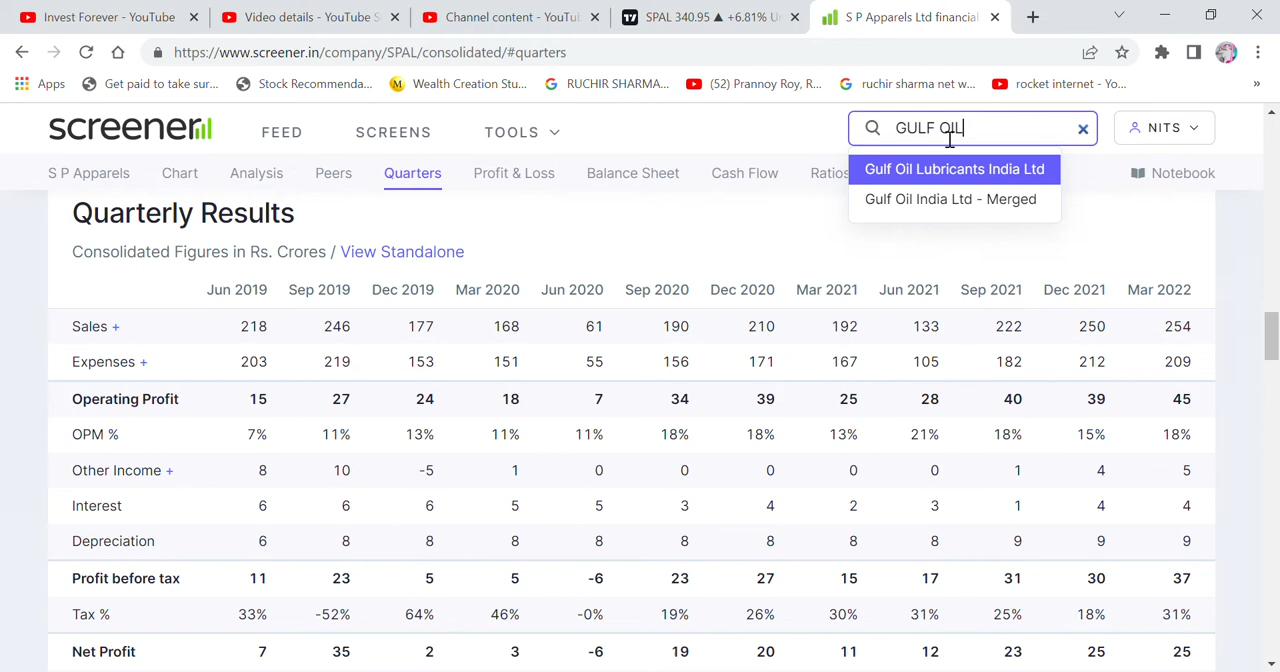 Invest Forever - YouTube
Video details - YouTube S
Channel content - YouTu
SPAL 340.95 ▲ +6.81% U
S P Apparels Ltd financial
https://www.screener.in/company/SPAL/consolidated/#quarters
Apps Get paid to take sur... Stock Recommenda... Wealth Creation Stu... RUCHIR SHARMA... (52) Prannoy Roy, R... ruchir sharma net w... rocket internet - Yo... »
screener FEED SCREENS TOOLS GULF OIL NITS
S P Apparels Chart Analysis Peers Quarters Profit & Loss Balance Sheet Cash Flow Ratios Notebook
Gulf Oil Lubricants India Ltd
Gulf Oil India Ltd - Merged
Quarterly Results
Consolidated Figures in Rs. Crores / View Standalone
Jun 2019 Sep 2019 Dec 2019 Mar 2020 Jun 2020 Sep 2020 Dec 2020 Mar 2021 Jun 2021 Sep 2021 Dec 2021 Mar 2022
Sales + 218 246 177 168 61 190 210 192 133 222 250 254
Expenses + 203 219 153 151 55 156 171 167 105 182 212 209
Operating Profit 15 27 24 18 7 34 39 25 28 40 39 45
OPM % 7% 11% 13% 11% 11% 18% 18% 13% 21% 18% 15% 18%
Other Income + 8 10 -5 1 0 0 0 0 0 1 4 5
Interest 6 6 6 5 5 3 4 2 3 1 4 4
Depreciation 6 8 8 8 8 8 8 8 8 9 9 9
Profit before tax 11 23 5 5 -6 23 27 15 17 31 30 37
Tax % 33% -52% 64% 46% -0% 19% 26% 30% 31% 25% 18% 31%
Net Profit 7 35 2 3 -6 19 20 11 12 23 25 25